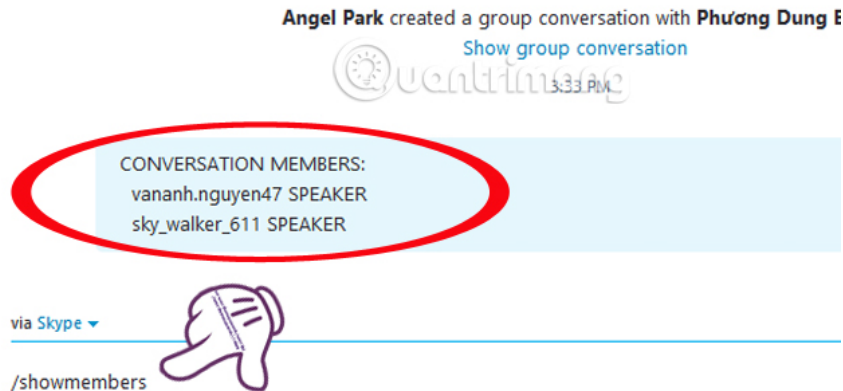 Angel Park created a group conversation with Phương Dung
Show group conversation
Quantrimang
3:33 PM
CONVERSATION MEMBERS:
vananh.nguyen47 SPEAKER
sky_walker_611 SPEAKER
via Skype
/showmembers